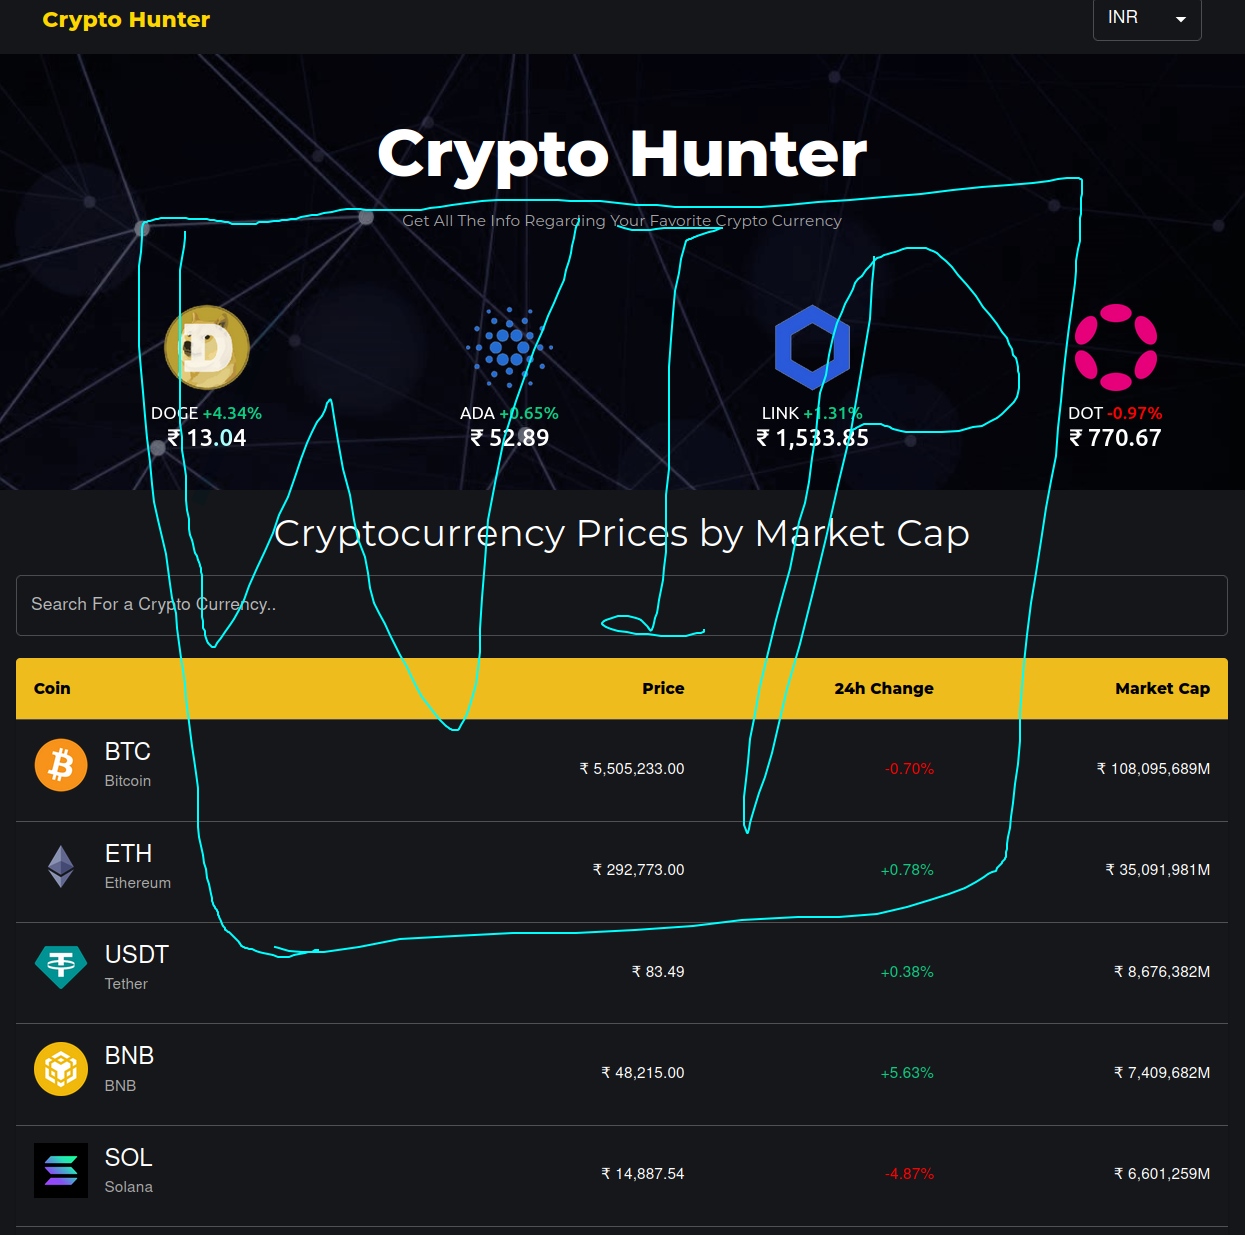 Crypto Hunter
INR
Crypto Hunter
Get All The Info Regarding Your Favorite Crypto Currency
WIP
DOGE +4.34% ADA +0.65% LINK +1.31% DOT -0.97%
₹ 13.04 ₹ 52.89 ₹ 1,533.85 ₹ 770.67
Cryptocurrency Prices by Market Cap
Search For a Crypto Currency..
Coin Price 24h Change Market Cap
BTC
Bitcoin
₹ 5,505,233.00 -0.70% ₹ 108,095,689M
ETH
Ethereum
₹ 292,773.00 +0.78% ₹ 35,091,981M
USDT
Tether
₹ 83.49 +0.38% ₹ 8,676,382M
BNB
BNB
₹ 48,215.00 +5.63% ₹ 7,409,682M
SOL
Solana
₹ 14,887.54 -4.87% ₹ 6,601,259M